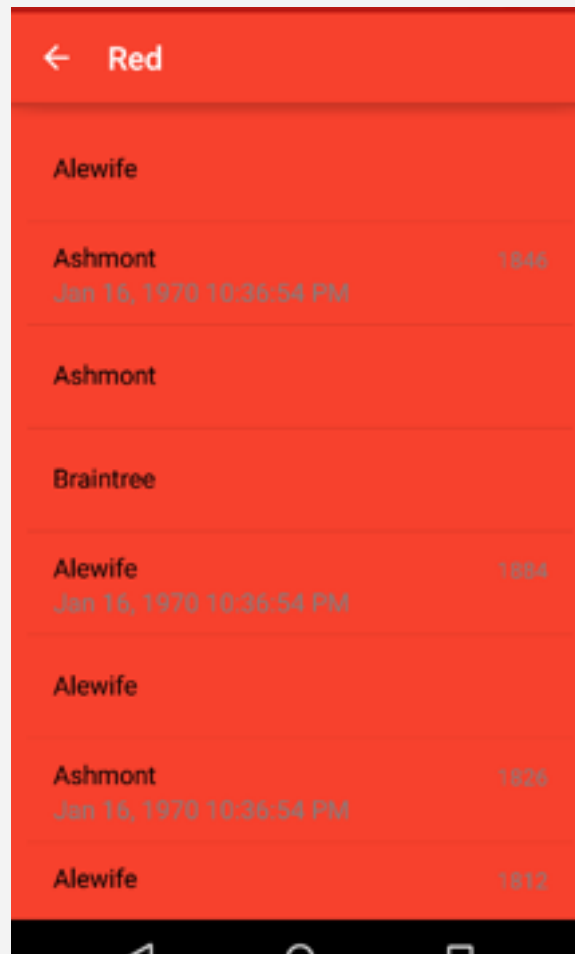 Red
Alewife
Ashmont 1846
Jan 16, 1970 10:36:54 PM
Ashmont
Braintree
Alewife 1884
Jan 16, 1970 10:36:54 PM
Alewife
Ashmont 1826
Jan 16, 1970 10:36:54 PM
Alewife 1812